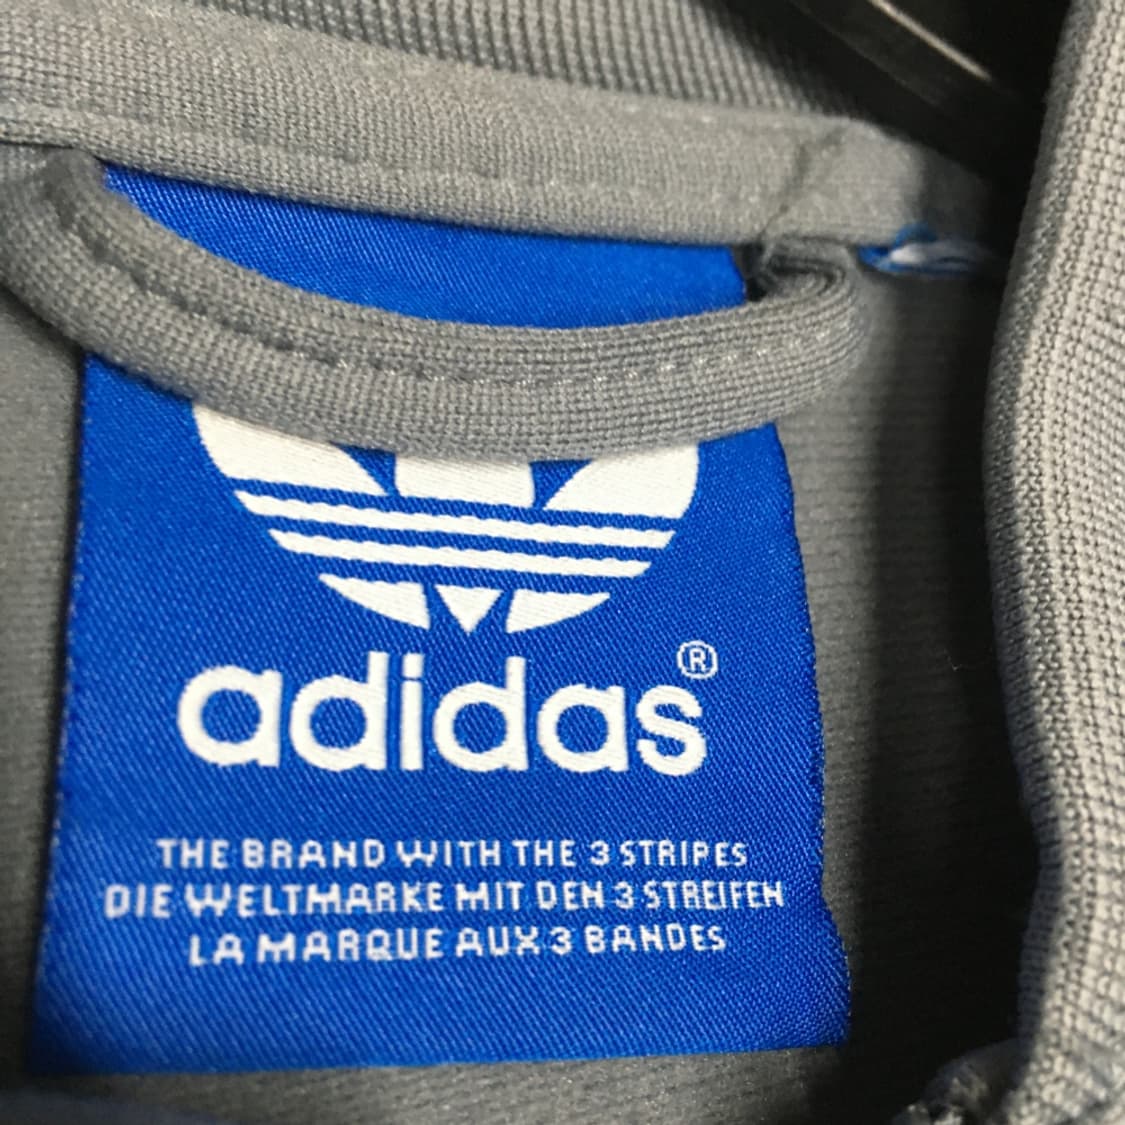 adidas®
THE BRAND WITH THE 3 STRIPES
DIE WELTMARKE MIT DEN 3 STREIFEN
LA MARQUE AUX 3 BANDES